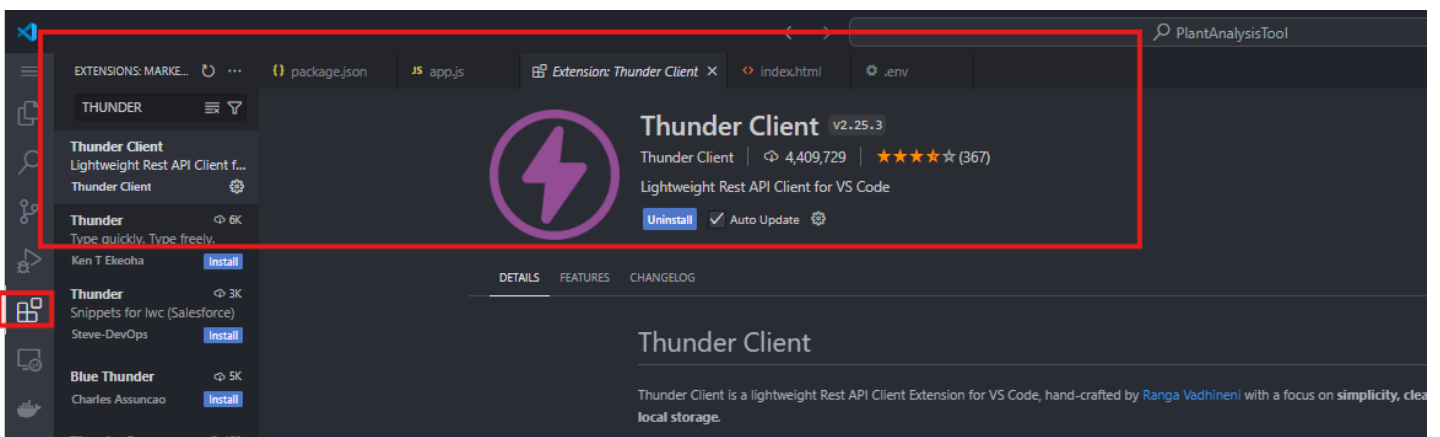 PlantAnalysisTool
EXTENSIONS: MARKE...
{} package.json
JS app.js
Extension: Thunder Client
index.html
.env
THUNDER
Thunder Client
Lightweight Rest API Client f...
Thunder Client
Thunder 6K
Type quickly. Type freely.
Ken T Ekeoha Install
Thunder 3K
Snippets for lwc (Salesforce)
Steve-DevOps Install
Blue Thunder 5K
Charles Assuncao Install
Thunder Client v2.25.3
Thunder Client 4,409,729 (367)
Lightweight Rest API Client for VS Code
Uninstall Auto Update
DETAILS FEATURES CHANGELOG
Thunder Client
Thunder Client is a lightweight Rest API Client Extension for VS Code, hand-crafted by Ranga Vadhineni with a focus on simplicity, clea
local storage.